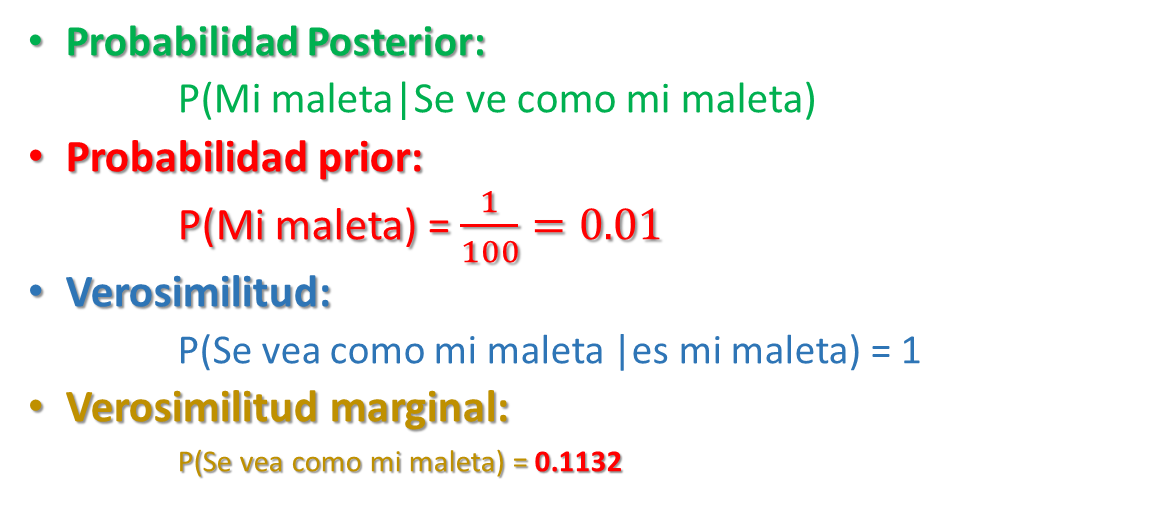 • Probabilidad Posterior:
P(Mi maleta|Se ve como mi maleta)
• Probabilidad prior:
P(Mi maleta) = 1/100 = 0.01
• Verosimilitud:
P(Se vea como mi maleta |es mi maleta) = 1
• Verosimilitud marginal:
P(Se vea como mi maleta) = 0.1132